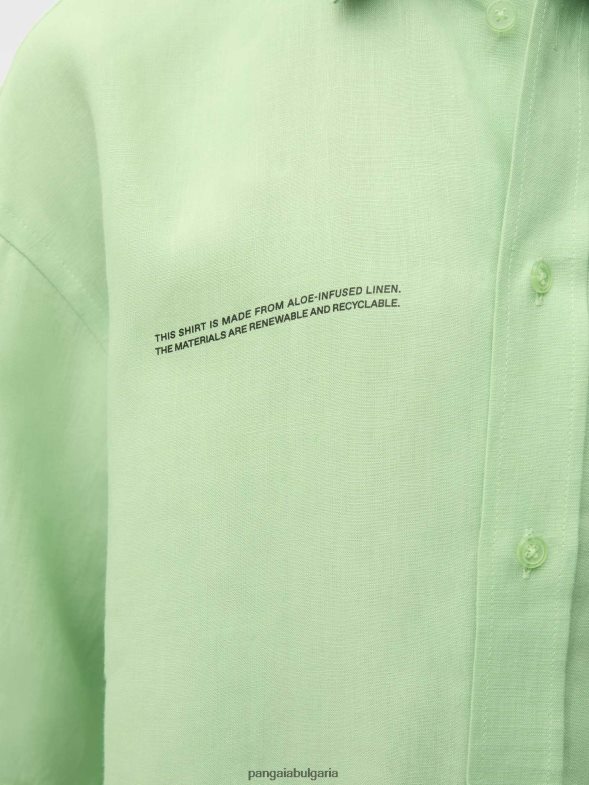 THIS SHIRT IS MADE FROM ALOE-INFUSED LINEN.
THE MATERIALS ARE RENEWABLE AND RECYCLABLE.
pangaiabulgaria